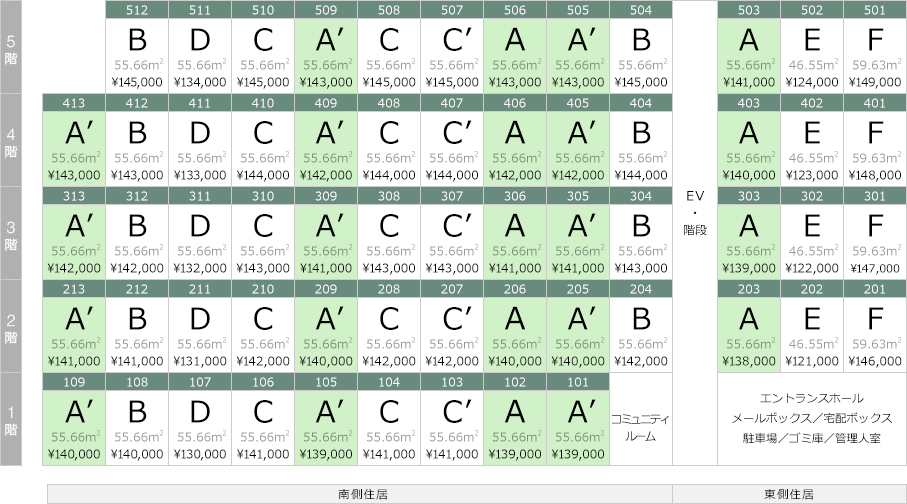 5階
512 511 510 509 508 507 506 505 504 503 502 501
B D C A′ C C′ A A′ B A E F
55.66m² 55.66m² 55.66m² 55.66m² 55.66m² 55.66m² 55.66m² 55.66m² 55.66m² 55.66m² 46.55m² 59.63m²
¥145,000 ¥134,000 ¥145,000 ¥143,000 ¥145,000 ¥145,000 ¥143,000 ¥143,000 ¥145,000 ¥141,000 ¥124,000 ¥149,000
4階
413 412 411 410 409 408 407 406 405 404 403 402 401
A′ B D C A′ C C′ A A′ B A E F
55.66m² 55.66m² 55.66m² 55.66m² 55.66m² 55.66m² 55.66m² 55.66m² 55.66m² 55.66m² 55.66m² 46.55m² 59.63m²
¥143,000 ¥143,000 ¥133,000 ¥144,000 ¥142,000 ¥144,000 ¥144,000 ¥142,000 ¥142,000 ¥144,000 ¥140,000 ¥123,000 ¥148,000
3階
313 312 311 310 309 308 307 306 305 304 303 302 301
A′ B D C A′ C C′ A A′ B A E F
55.66m² 55.66m² 55.66m² 55.66m² 55.66m² 55.66m² 55.66m² 55.66m² 55.66m² 55.66m² 55.66m² 46.55m² 59.63m²
¥142,000 ¥142,000 ¥132,000 ¥143,000 ¥141,000 ¥143,000 ¥143,000 ¥141,000 ¥141,000 ¥143,000 ¥139,000 ¥122,000 ¥147,000
EV
・
階段
2階
213 212 211 210 209 208 207 206 205 204 203 202 201
A′ B D C A′ C C′ A A′ B A E F
55.66m² 55.66m² 55.66m² 55.66m² 55.66m² 55.66m² 55.66m² 55.66m² 55.66m² 55.66m² 55.66m² 46.55m² 59.63m²
¥141,000 ¥141,000 ¥131,000 ¥142,000 ¥140,000 ¥142,000 ¥142,000 ¥140,000 ¥140,000 ¥142,000 ¥138,000 ¥121,000 ¥146,000
1階
109 108 107 106 105 104 103 102 101
A′ B D C A′ C C′ A A′
55.66m² 55.66m² 55.66m² 55.66m² 55.66m² 55.66m² 55.66m² 55.66m² 55.66m²
¥140,000 ¥140,000 ¥130,000 ¥141,000 ¥139,000 ¥141,000 ¥141,000 ¥139,000 ¥139,000
コミュニティ
ルーム
エントランスホール
メールボックス／宅配ボックス
駐車場／ゴミ庫／管理人室
南側住居 東側住居